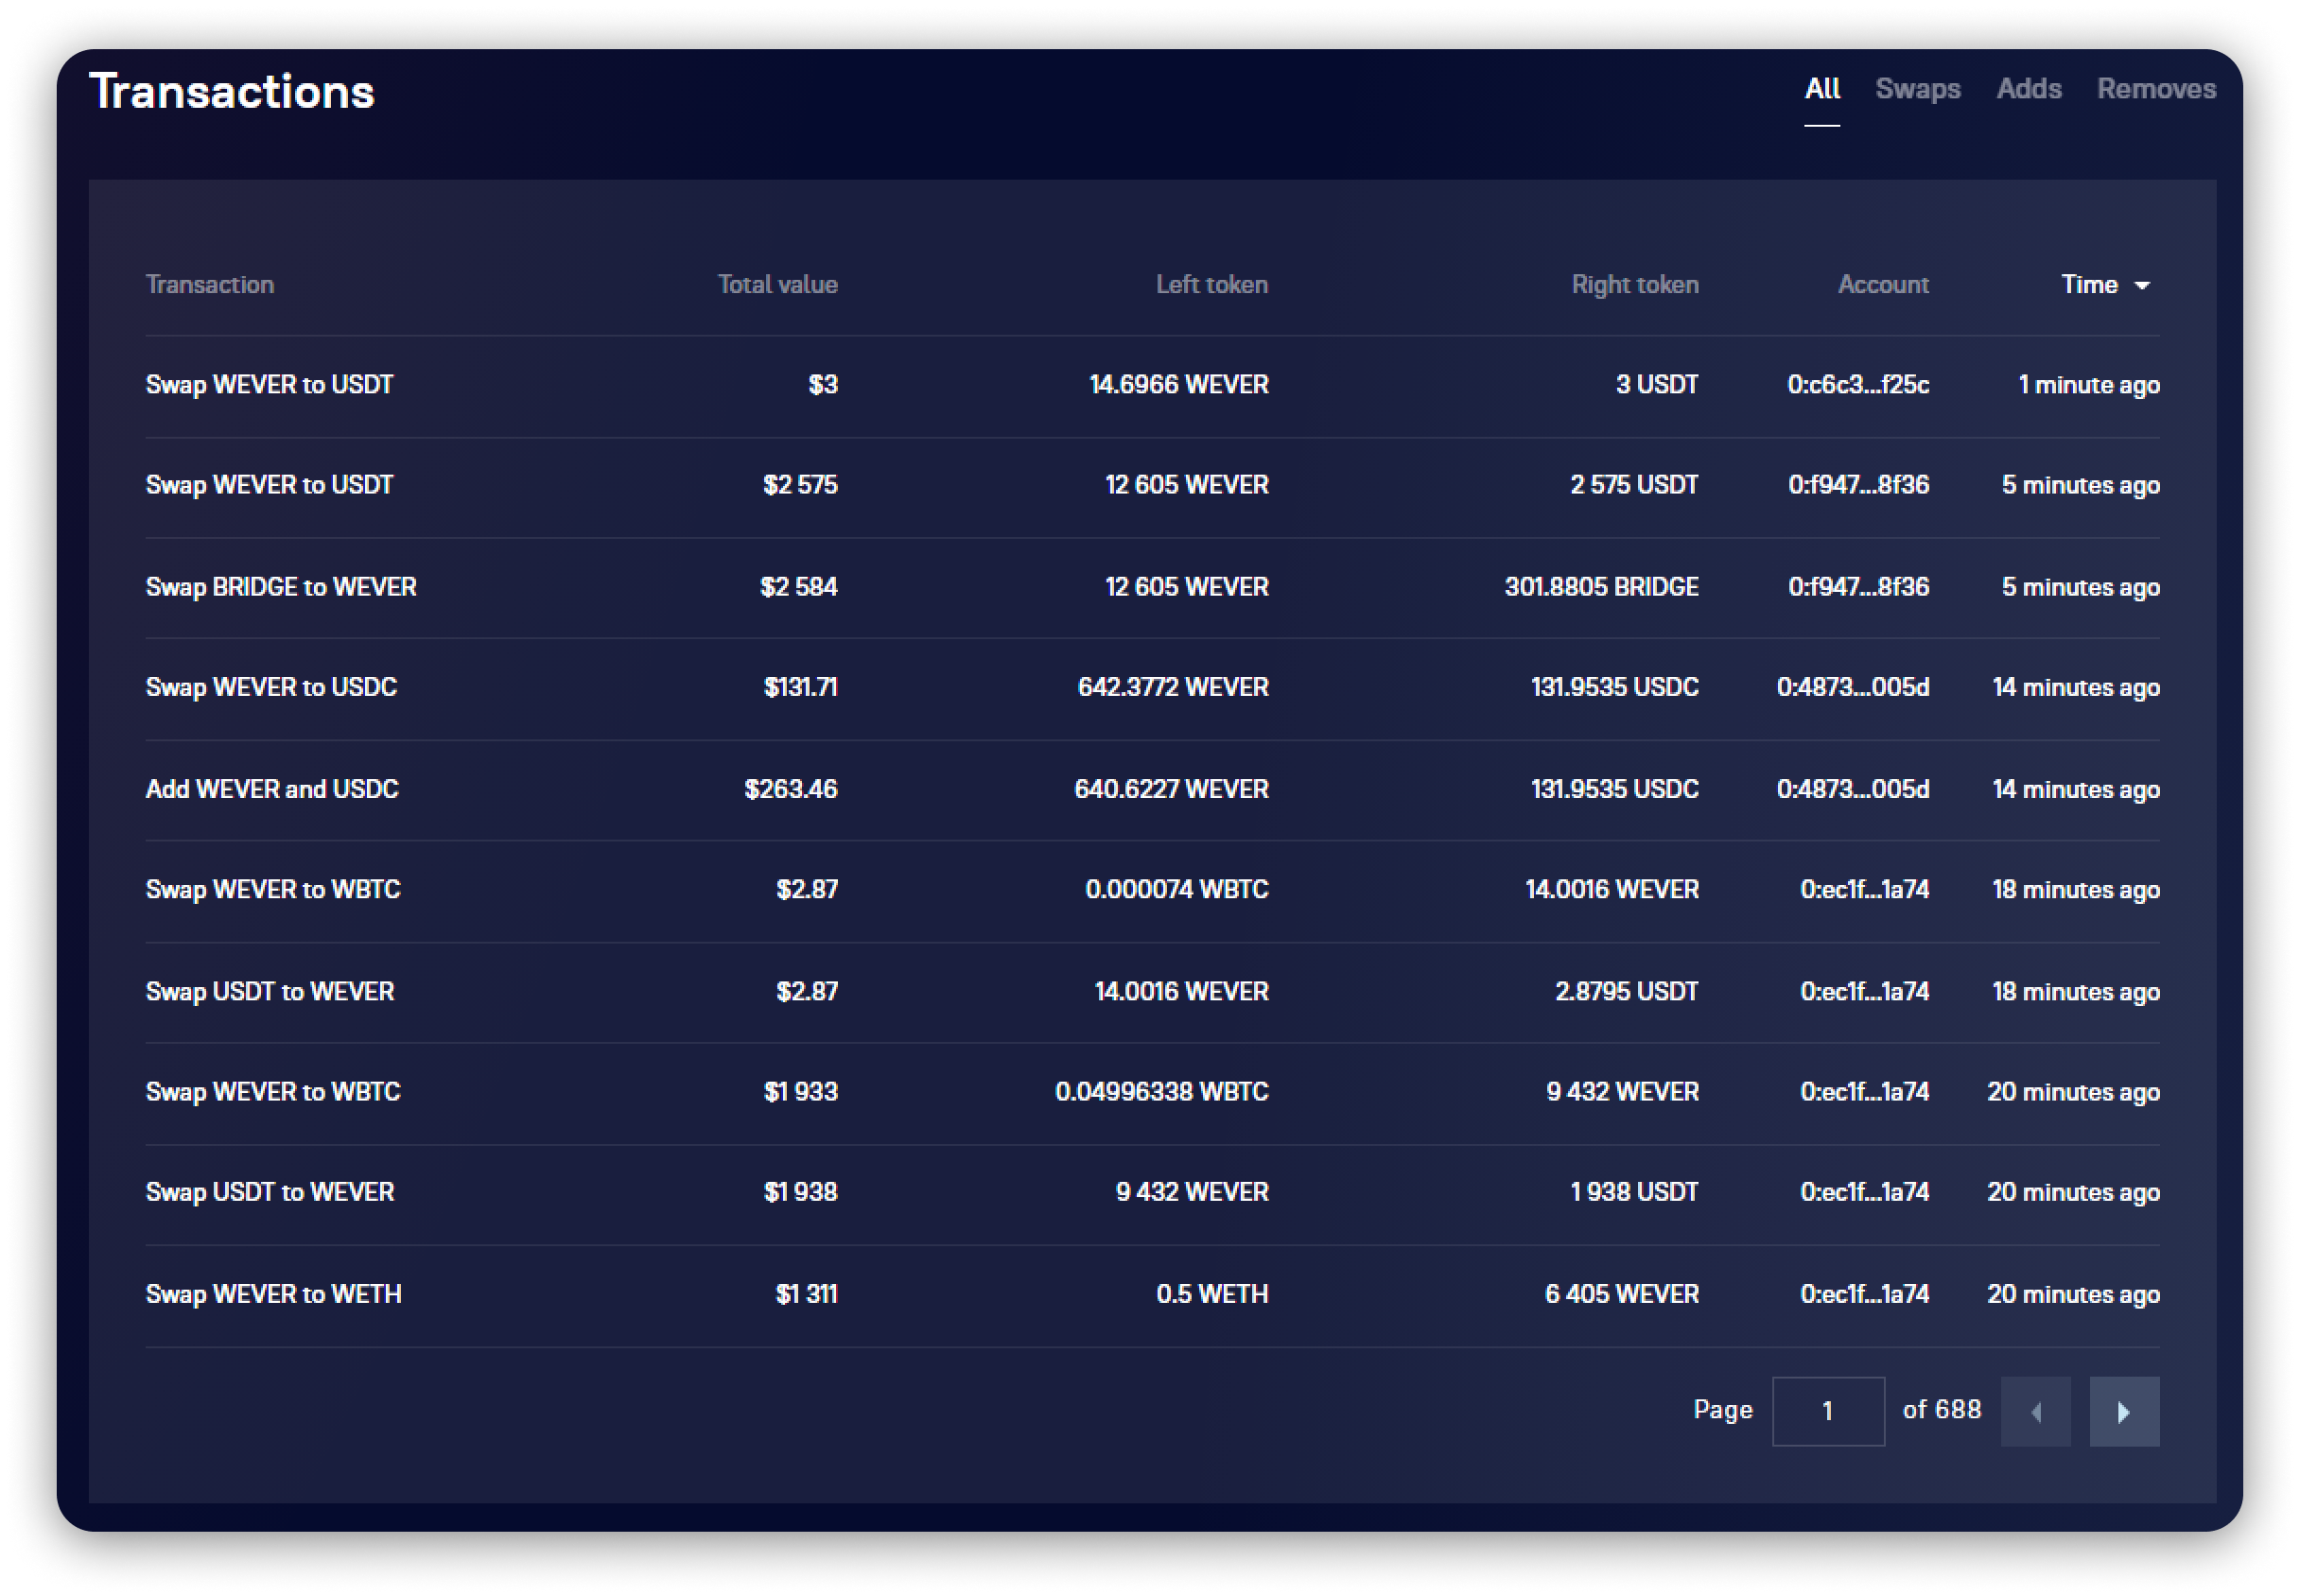 Transactions All Swaps Adds Removes
Transaction Total value Left token Right token Account Time
Swap WEVER to USDT $3 14.6966 WEVER 3 USDT 0:c6c3...f25c 1 minute ago
Swap WEVER to USDT $2 575 12 605 WEVER 2 575 USDT 0:f947...8f36 5 minutes ago
Swap BRIDGE to WEVER $2 584 12 605 WEVER 301.8805 BRIDGE 0:f947...8f36 5 minutes ago
Swap WEVER to USDC $131.71 642.3772 WEVER 131.9535 USDC 0:4873...005d 14 minutes ago
Add WEVER and USDC $263.46 640.6227 WEVER 131.9535 USDC 0:4873...005d 14 minutes ago
Swap WEVER to WBTC $2.87 0.000074 WBTC 14.0016 WEVER 0:ec1f...1a74 18 minutes ago
Swap USDT to WEVER $2.87 14.0016 WEVER 2.8795 USDT 0:ec1f...1a74 18 minutes ago
Swap WEVER to WBTC $1 933 0.04996338 WBTC 9 432 WEVER 0:ec1f...1a74 20 minutes ago
Swap USDT to WEVER $1 938 9 432 WEVER 1 938 USDT 0:ec1f...1a74 20 minutes ago
Swap WEVER to WETH $1 311 0.5 WETH 6 405 WEVER 0:ec1f...1a74 20 minutes ago
Page 1 of 688